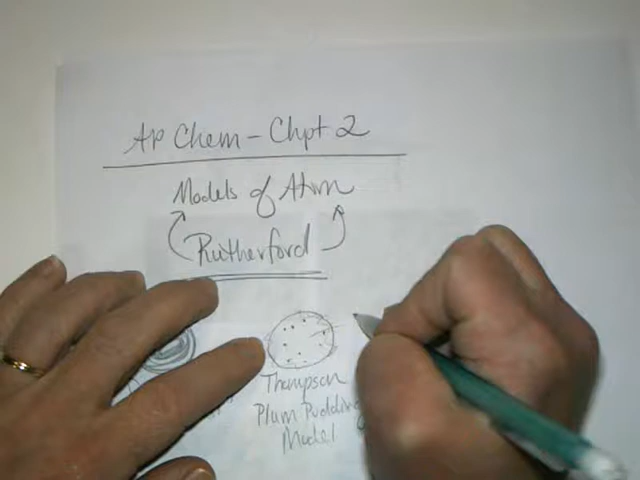 AP Chem - Chpt 2
Models of Atom
Rutherford
Thompson
Plum Pudding
Model